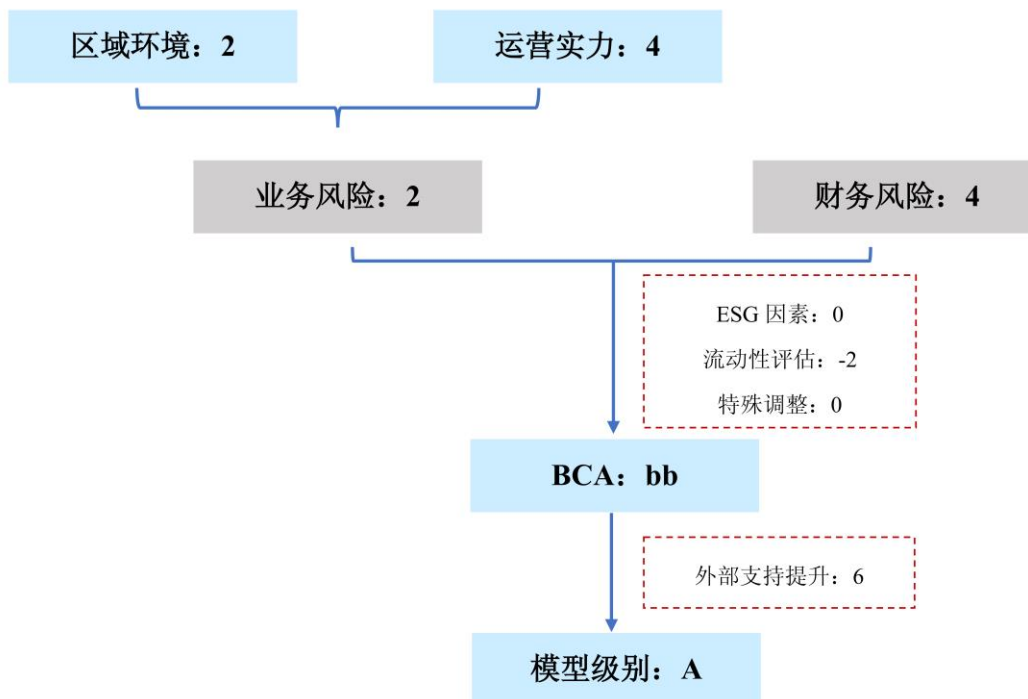 区域环境：2
运营实力：4
业务风险：2
财务风险：4
ESG 因素：0
流动性评估：-2
特殊调整：0
BCA：bb
外部支持提升：6
模型级别：A